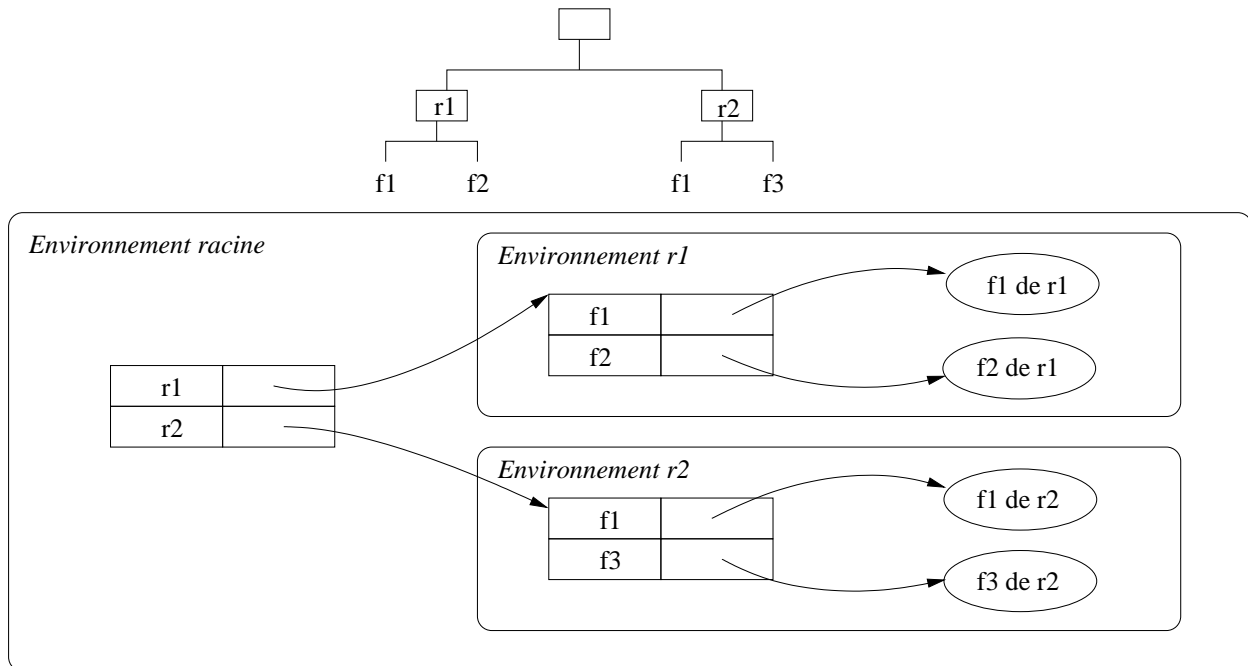 r1 r2
f1 f2 f1 f3
Environnement racine
Environnement r1
f1 f1 de r1
f2 f2 de r1
r1
r2
Environnement r2
f1 f1 de r2
f3 f3 de r2